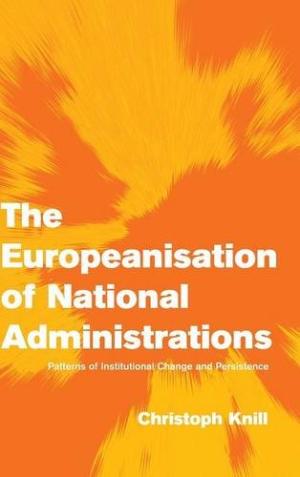 The
Europeanisation
of National
Administrations
Patterns of Institutional Change and Persistence
Christoph Knill